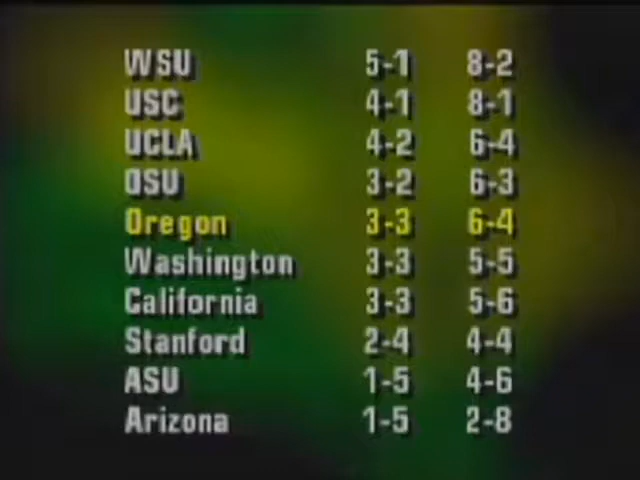 WSU 5-1 8-2
USC 4-1 8-1
UCLA 4-2 6-4
OSU 3-2 6-3
Oregon 3-3 6-4
Washington 3-3 5-5
California 3-3 5-6
Stanford 2-4 4-4
ASU 1-5 4-6
Arizona 1-5 2-8